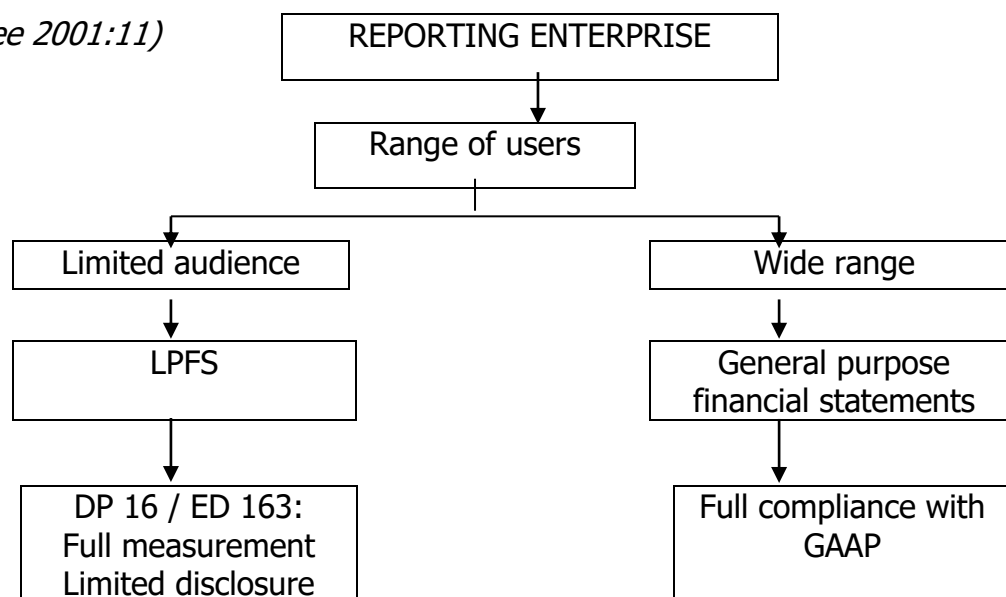 ee 2001:11)
REPORTING ENTERPRISE
Range of users
Limited audience
Wide range
LPFS
General purpose
financial statements
DP 16 / ED 163:
Full measurement
Limited disclosure
Full compliance with
GAAP